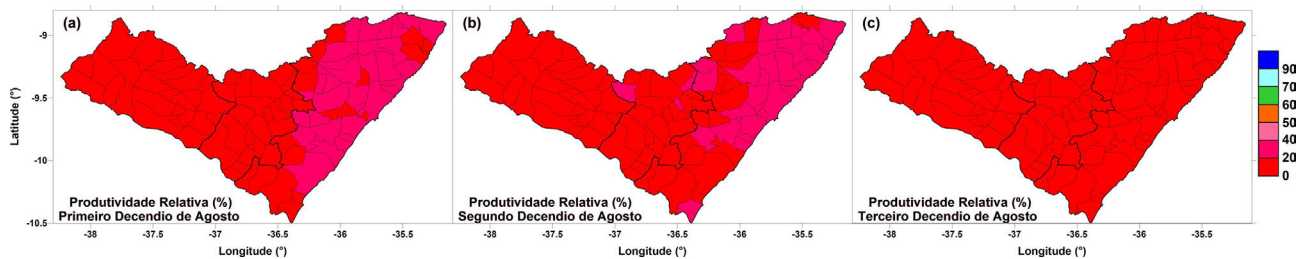 (a)
(b)
(c)
-9
-9.5
-10
-10.5
Latitude (°)
Produtividade Relativa (%)
Primeiro Decendio de Agosto
Produtividade Relativa (%)
Segundo Decendio de Agosto
Produtividade Relativa (%)
Terceiro Decendio de Agosto
-38 -37.5 -37 -36.5 -36 -35.5
-38 -37.5 -37 -36.5 -36 -35.5
-38 -37.5 -37 -36.5 -36 -35.5
Longitude (°)
Longitude (°)
Longitude (°)
90
70
60
50
40
20
0